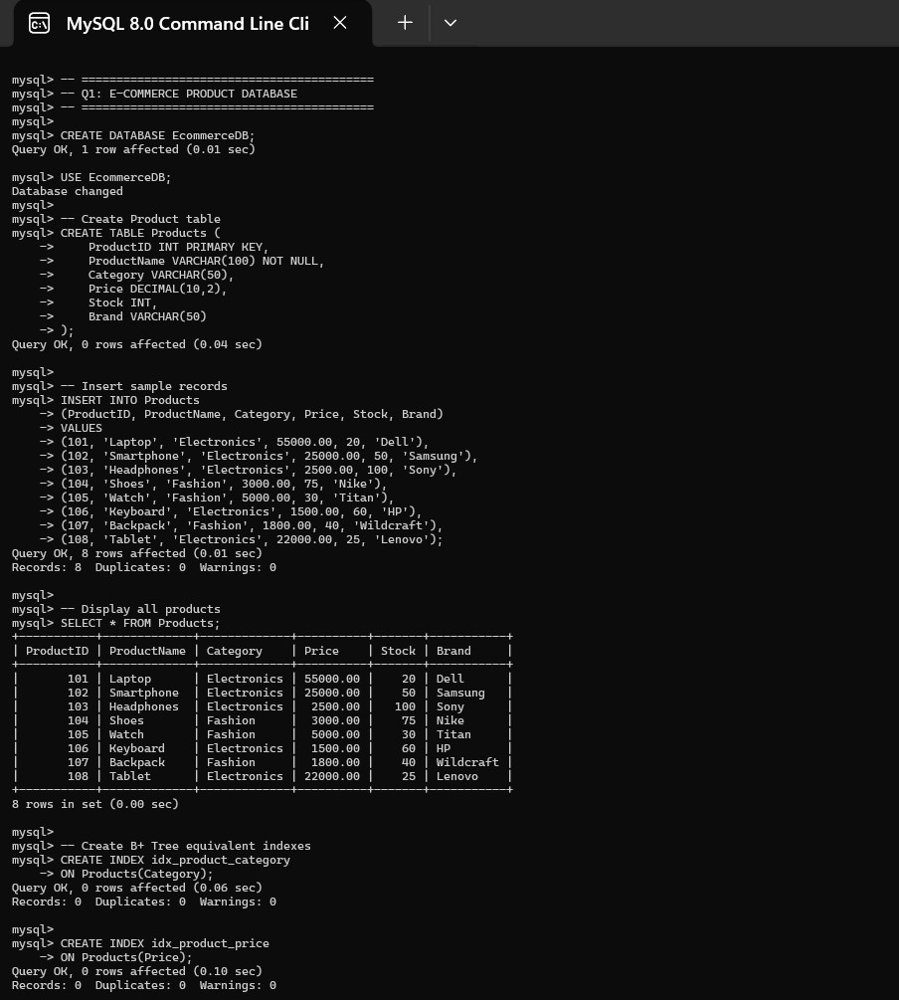 MySQL 8.0 Command Line Cli
mysql> -- ==========================================
mysql> -- Q1: E-COMMERCE PRODUCT DATABASE
mysql> -- ==========================================
mysql>
mysql> CREATE DATABASE EcommerceDB;
Query OK, 1 row affected (0.01 sec)

mysql> USE EcommerceDB;
Database changed
mysql>
mysql> -- Create Product table
mysql> CREATE TABLE Products (
    ->     ProductID INT PRIMARY KEY,
    ->     ProductName VARCHAR(100) NOT NULL,
    ->     Category VARCHAR(50),
    ->     Price DECIMAL(10,2),
    ->     Stock INT,
    ->     Brand VARCHAR(50)
    -> );
Query OK, 0 rows affected (0.04 sec)

mysql>
mysql> -- Insert sample records
mysql> INSERT INTO Products
    -> (ProductID, ProductName, Category, Price, Stock, Brand)
    -> VALUES
    -> (101, 'Laptop', 'Electronics', 55000.00, 20, 'Dell'),
    -> (102, 'Smartphone', 'Electronics', 25000.00, 50, 'Samsung'),
    -> (103, 'Headphones', 'Electronics', 2500.00, 100, 'Sony'),
    -> (104, 'Shoes', 'Fashion', 3000.00, 75, 'Nike'),
    -> (105, 'Watch', 'Fashion', 5000.00, 30, 'Titan'),
    -> (106, 'Keyboard', 'Electronics', 1500.00, 60, 'HP'),
    -> (107, 'Backpack', 'Fashion', 1800.00, 40, 'Wildcraft'),
    -> (108, 'Tablet', 'Electronics', 22000.00, 25, 'Lenovo');
Query OK, 8 rows affected (0.01 sec)
Records: 8  Duplicates: 0  Warnings: 0

mysql>
mysql> -- Display all products
mysql> SELECT * FROM Products;
+-----------+-------------+-------------+----------+-------+-----------+
| ProductID | ProductName | Category    | Price    | Stock | Brand     |
+-----------+-------------+-------------+----------+-------+-----------+
|       101 | Laptop      | Electronics | 55000.00 |    20 | Dell      |
|       102 | Smartphone  | Electronics | 25000.00 |    50 | Samsung   |
|       103 | Headphones  | Electronics |  2500.00 |   100 | Sony      |
|       104 | Shoes       | Fashion     |  3000.00 |    75 | Nike      |
|       105 | Watch       | Fashion     |  5000.00 |    30 | Titan     |
|       106 | Keyboard    | Electronics |  1500.00 |    60 | HP        |
|       107 | Backpack    | Fashion     |  1800.00 |    40 | Wildcraft |
|       108 | Tablet      | Electronics | 22000.00 |    25 | Lenovo    |
+-----------+-------------+-------------+----------+-------+-----------+
8 rows in set (0.00 sec)

mysql>
mysql> -- Create B+ Tree equivalent indexes
mysql> CREATE INDEX idx_product_category
    -> ON Products(Category);
Query OK, 0 rows affected (0.06 sec)
Records: 0  Duplicates: 0  Warnings: 0

mysql>
mysql> CREATE INDEX idx_product_price
    -> ON Products(Price);
Query OK, 0 rows affected (0.10 sec)
Records: 0  Duplicates: 0  Warnings: 0